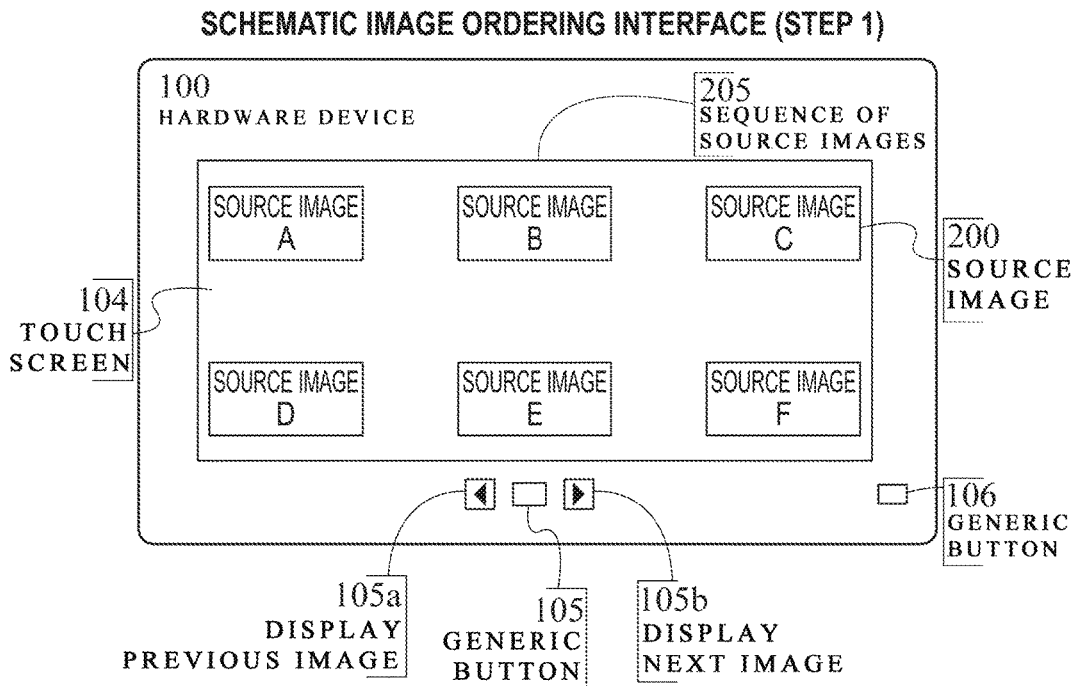 SCHEMATIC IMAGE ORDERING INTERFACE (STEP 1)
100
HARDWARE DEVICE
205
SEQUENCE OF
SOURCE IMAGES
SOURCE IMAGE
A
SOURCE IMAGE
B
SOURCE IMAGE
C
200
SOURCE
IMAGE
104
TOUCH
SCREEN
SOURCE IMAGE
D
SOURCE IMAGE
E
SOURCE IMAGE
F
106
GENERIC
BUTTON
105a
DISPLAY
PREVIOUS IMAGE
105
GENERIC
BUTTON
105b
DISPLAY
NEXT IMAGE